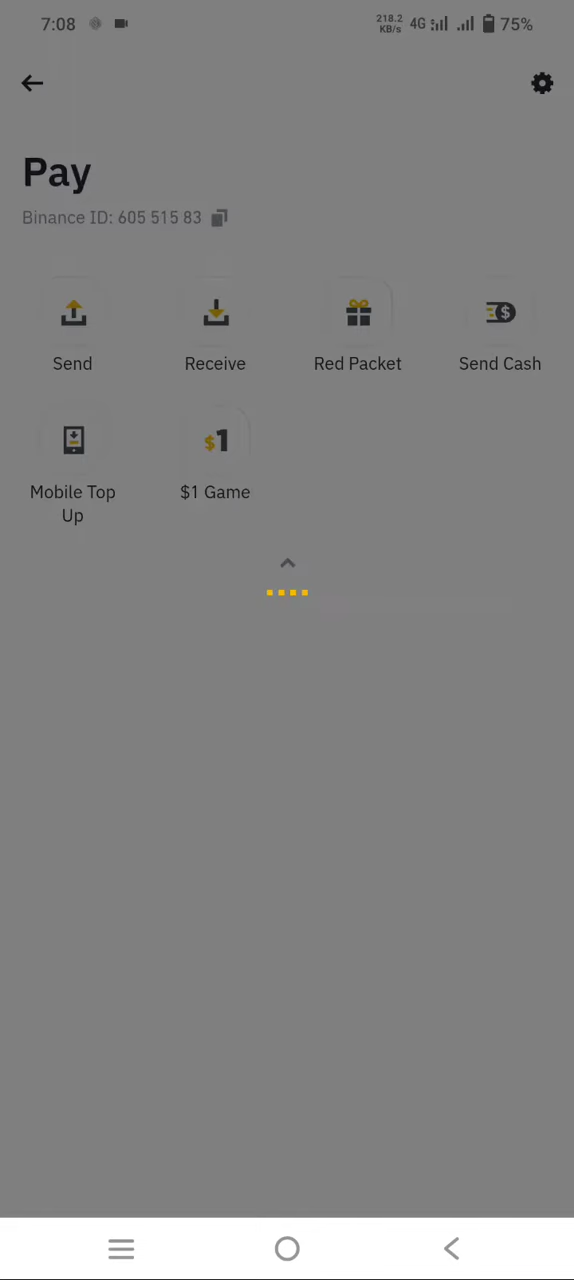 7:08 218.2 KB/s 4G 75%
Pay
Binance ID: 605 515 83
Send Receive Red Packet Send Cash
$1
Mobile Top Up $1 Game